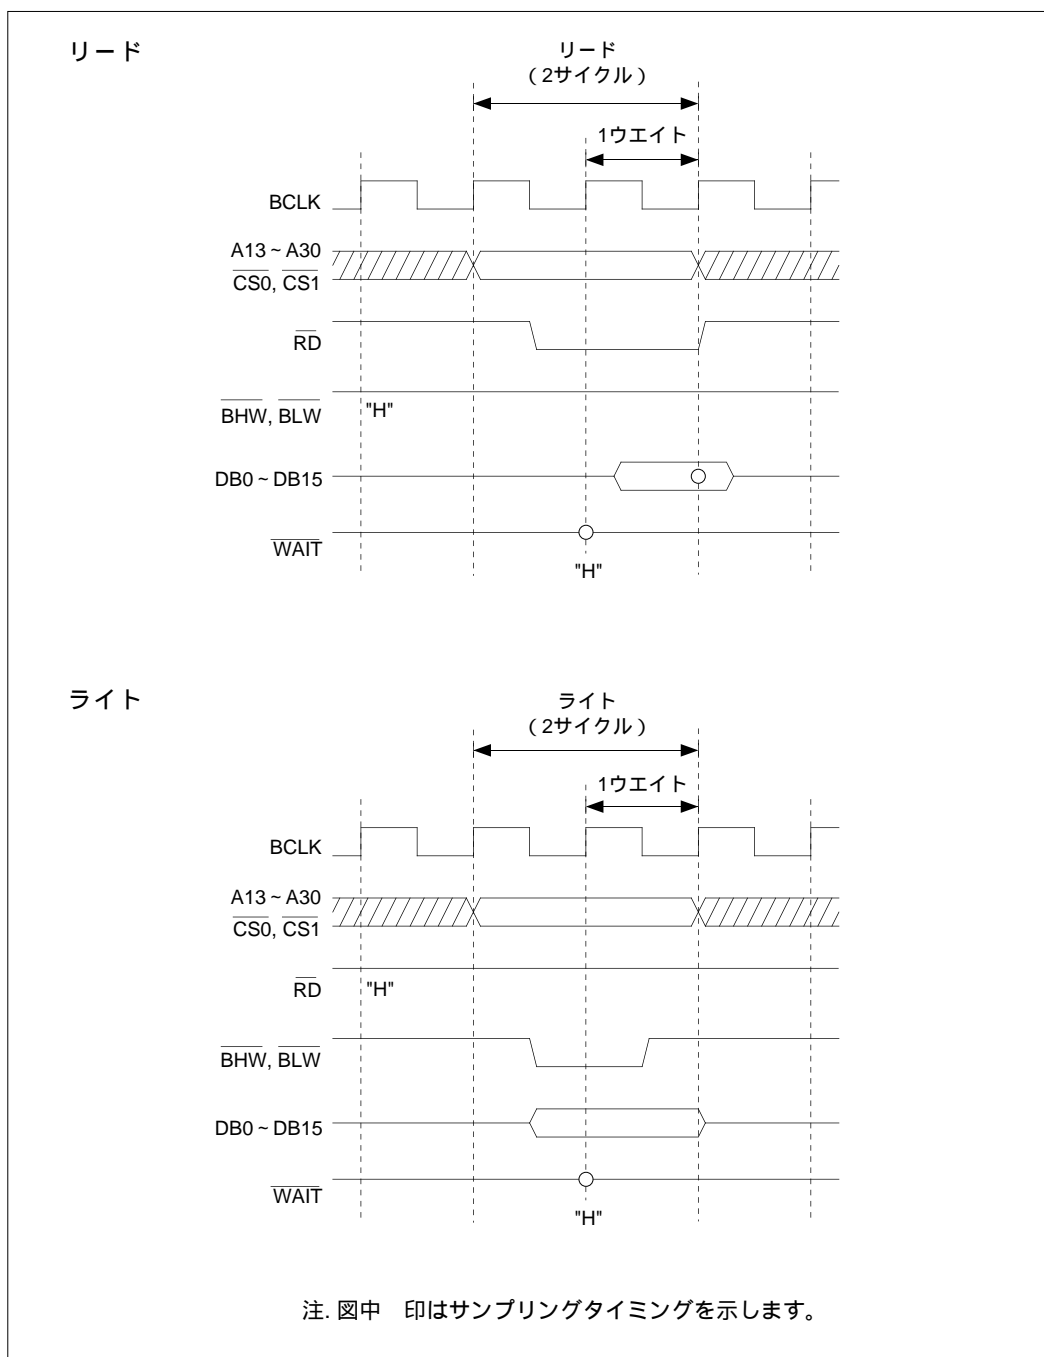 リード
リード
(2サイクル)
1ウエイト
BCLK
A13~A30
CS0, CS1
RD
BHW, BLW
"H"
DB0~DB15
WAIT
"H"
ライト
ライト
(2サイクル)
1ウエイト
BCLK
A13~A30
CS0, CS1
RD
"H"
BHW, BLW
DB0~DB15
WAIT
"H"
注. 図中　印はサンプリングタイミングを示します。